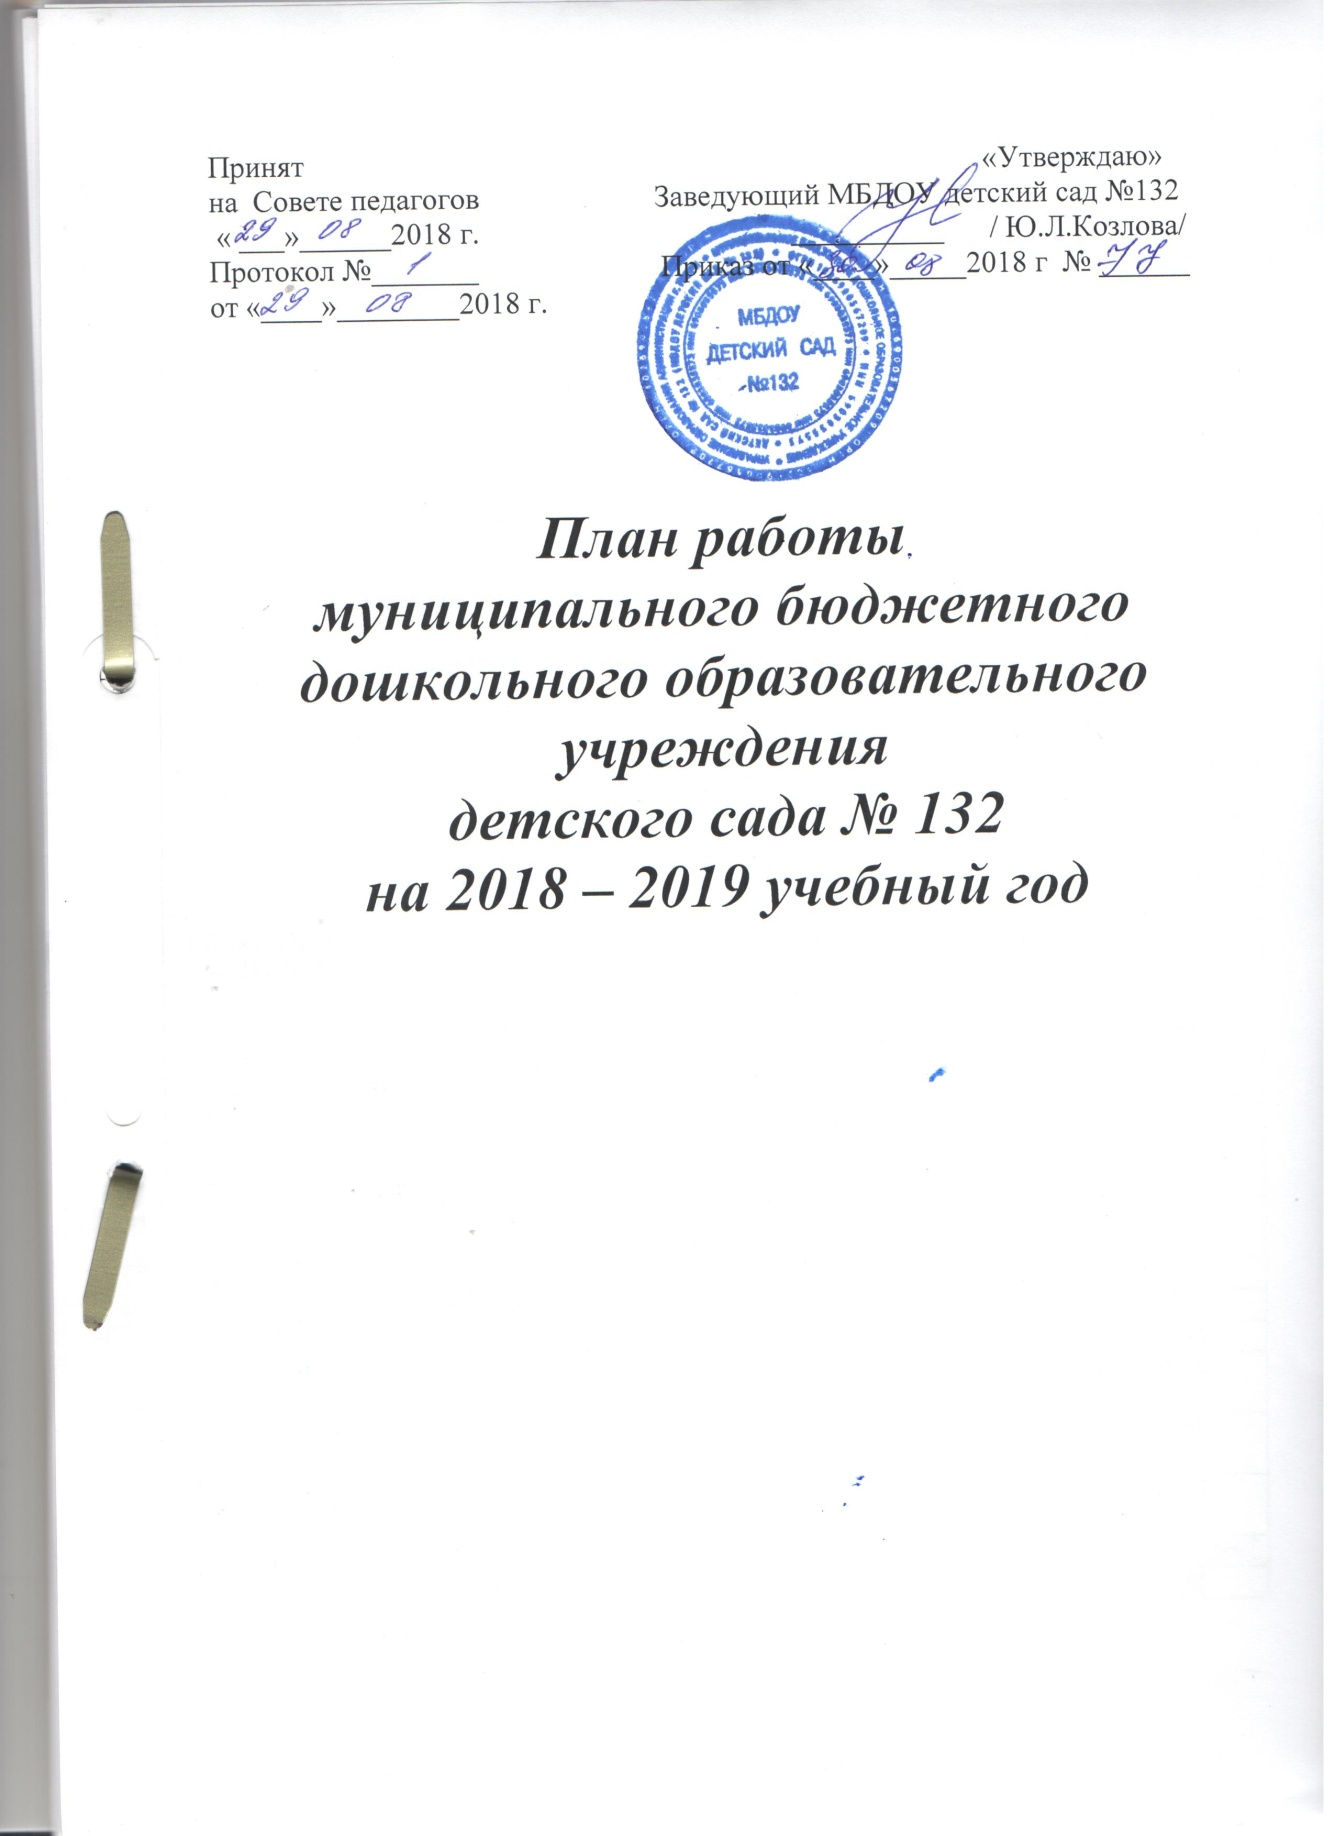 Принят
на Совете педагогов
«29» 08 2018 г.
Протокол № 1
от «29» 08 2018 г.
«Утверждаю»
Заведующий МБДОУ детский сад №132
/ Ю.Л.Козлова/
Приказ от « » 08 2018 г №
МБДОУ
ДЕТСКИЙ САД
№132
План работы
муниципального бюджетного
дошкольного образовательного
учреждения
детского сада № 132
на 2018 – 2019 учебный год